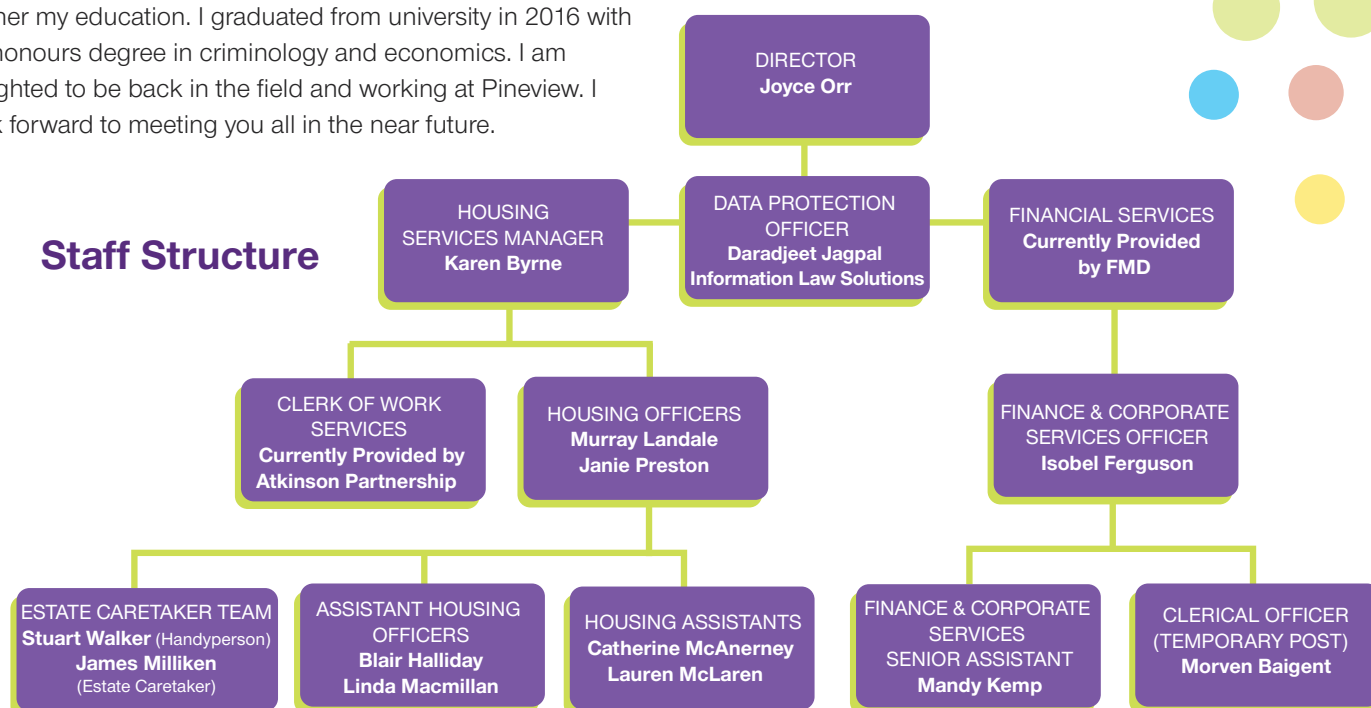 her my education. I graduated from university in 2016 with
honours degree in criminology and economics. I am
ghted to be back in the field and working at Pineview. I
k forward to meeting you all in the near future.
Staff Structure
DIRECTOR
Joyce Orr
HOUSING
SERVICES MANAGER
Karen Byrne
DATA PROTECTION
OFFICER
Daradjeet Jagpal
Information Law Solutions
FINANCIAL SERVICES
Currently Provided
by FMD
CLERK OF WORK
SERVICES
Currently Provided by
Atkinson Partnership
HOUSING OFFICERS
Murray Landale
Janie Preston
FINANCE & CORPORATE
SERVICES OFFICER
Isobel Ferguson
ESTATE CARETAKER TEAM
Stuart Walker (Handyperson)
James Milliken
(Estate Caretaker)
ASSISTANT HOUSING
OFFICERS
Blair Halliday
Linda Macmillan
HOUSING ASSISTANTS
Catherine McAnerney
Lauren McLaren
FINANCE & CORPORATE
SERVICES
SENIOR ASSISTANT
Mandy Kemp
CLERICAL OFFICER
(TEMPORARY POST)
Morven Baigent